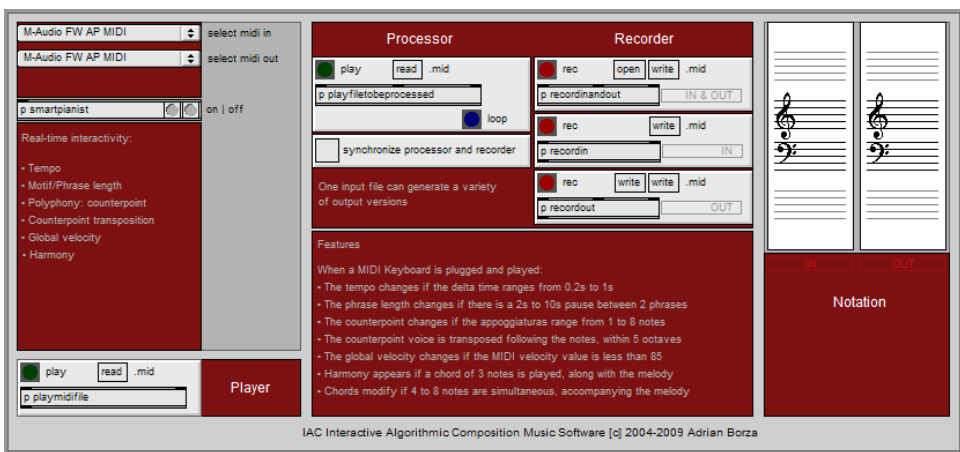 M-Audio FW AP MIDI
select midi in
M-Audio FW AP MIDI
select midi out
p smartpianist
on | off
Real-time interactivity:
- Tempo
- Motif/Phrase length
- Polyphony: counterpoint
- Counterpoint transposition
- Global velocity
- Harmony
play
read
.mid
p playmidifile
Player
Processor
play
read
.mid
p playfiletobeprocessed
loop
synchronize processor and recorder
One input file can generate a variety
of output versions
Recorder
rec
open
write
.mid
p recordinandout
IN & OUT
rec
write
.mid
p recordin
IN
rec
write
write
.mid
p recordout
OUT
Features
When a MIDI Keyboard is plugged and played:
- The tempo changes if the delta time ranges from 0.2s to 1s
- The phrase length changes if there is a 2s to 10s pause between 2 phrases
- The counterpoint changes if the appoggiaturas range from 1 to 8 notes
- The counterpoint voice is transposed following the notes, within 5 octaves
- The global velocity changes if the MIDI velocity value is less than 85
- Harmony appears if a chord of 3 notes is played, along with the melody
- Chords modify if 4 to 8 notes are simultaneous, accompanying the melody
IN
OUT
Notation
IAC Interactive Algorithmic Composition Music Software [c] 2004-2009 Adrian Borza